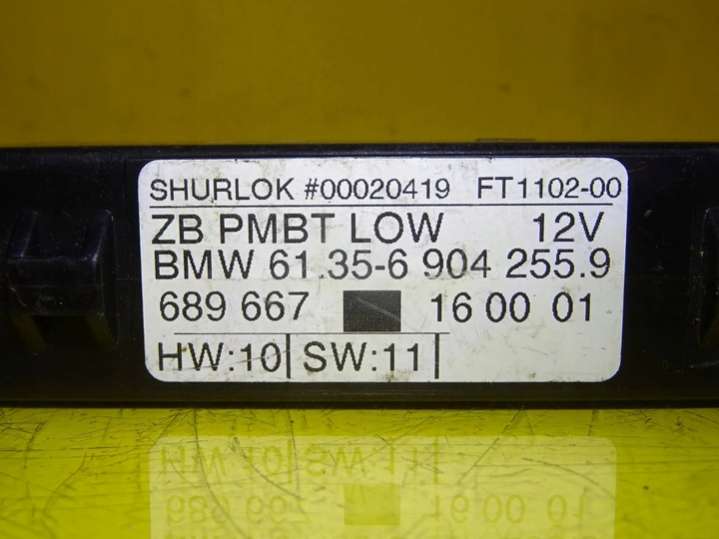 SHURLOK #00020419 FT1102-00
ZB PMBT LOW 12V
BMW 61.35-6 904 255.9
689 667 16 00 01
HW:10 SW:11